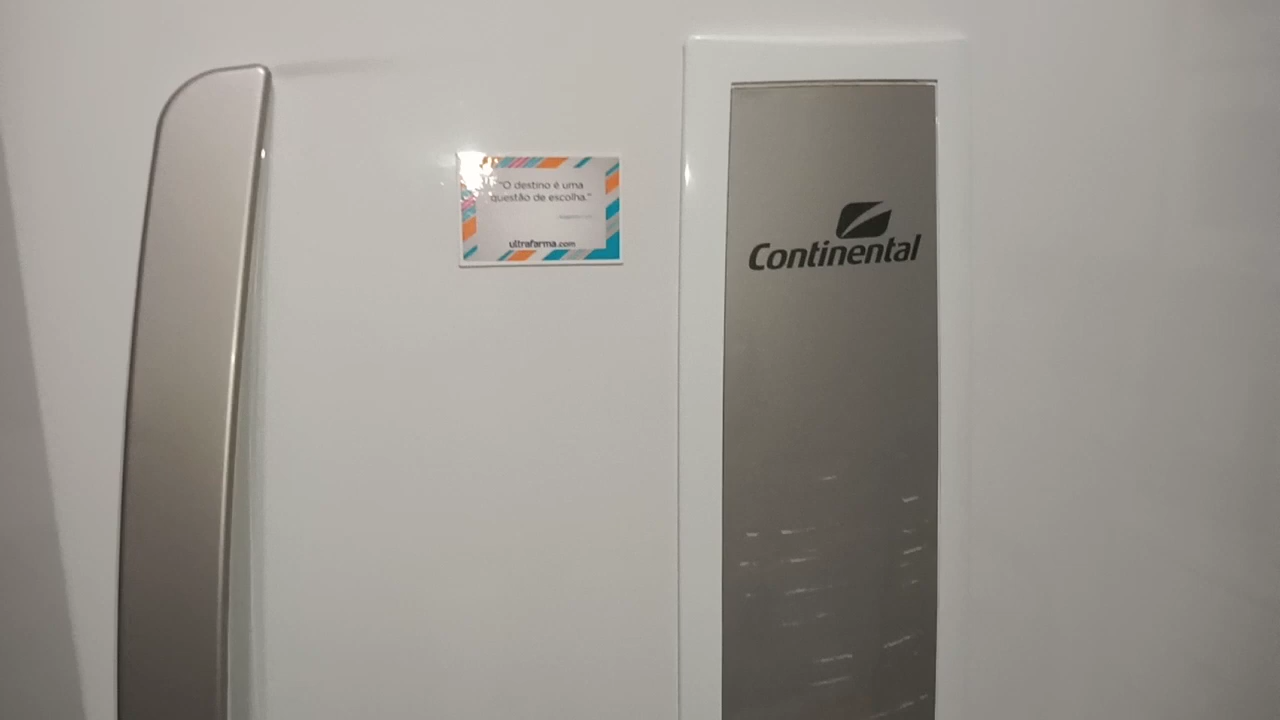 "O destino é uma
questão de escolha."
ultrafarma.com
Continental